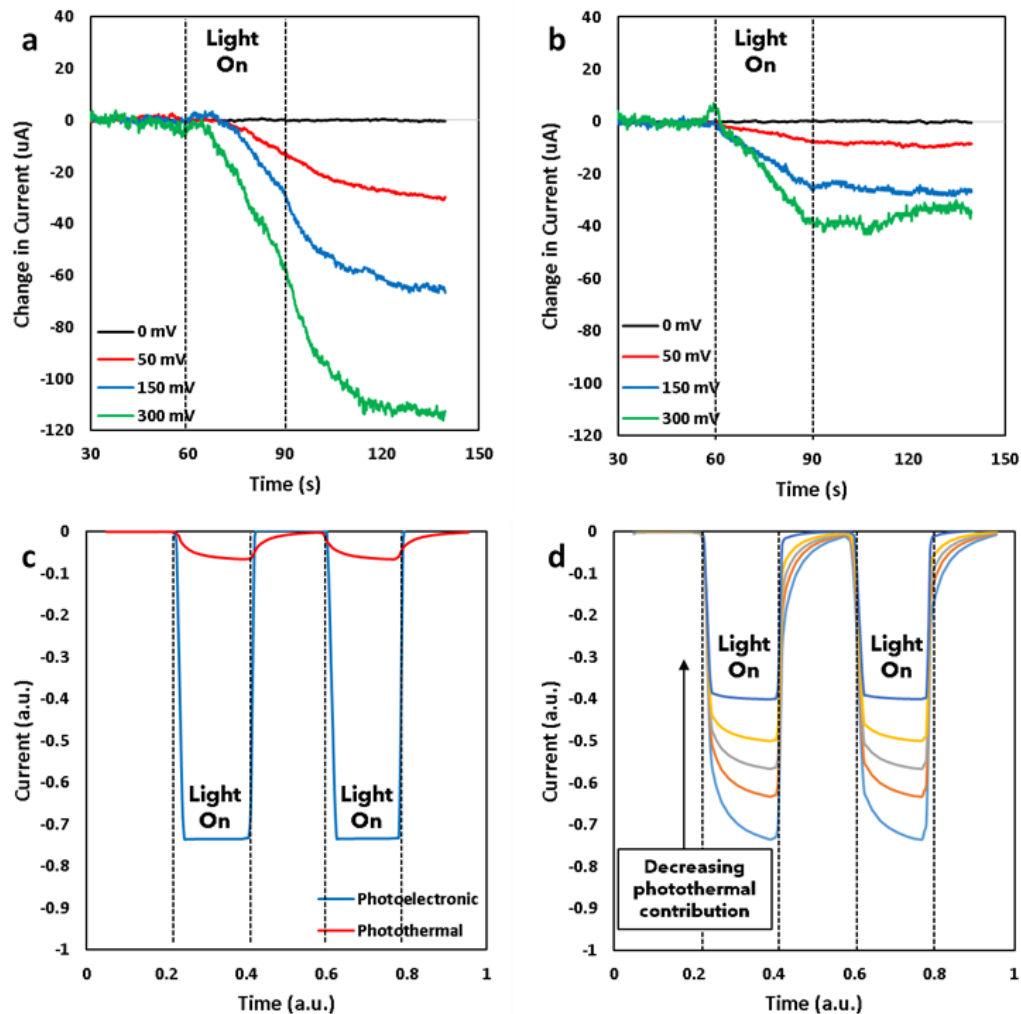 a
Light
On
Change in Current (uA)
40
20
0
-20
-40
-60
-80
-100
-120
0 mV
50 mV
150 mV
300 mV
30
60
90
120
150
Time (s)
b
Light
On
Change in Current (uA)
40
20
0
-20
-40
-60
-80
-100
-120
0 mV
50 mV
150 mV
300 mV
30
60
90
120
150
Time (s)
c
Current (a.u.)
0
-0.1
-0.2
-0.3
-0.4
-0.5
-0.6
-0.7
-0.8
-0.9
-1
Light
On
Light
On
Photoelectronic
Photothermal
0
0.2
0.4
0.6
0.8
1
Time (a.u.)
d
Current (a.u.)
0
-0.1
-0.2
-0.3
-0.4
-0.5
-0.6
-0.7
-0.8
-0.9
-1
Light
On
Light
On
Decreasing
photothermal
contribution
0
0.2
0.4
0.6
0.8
1
Time (a.u.)